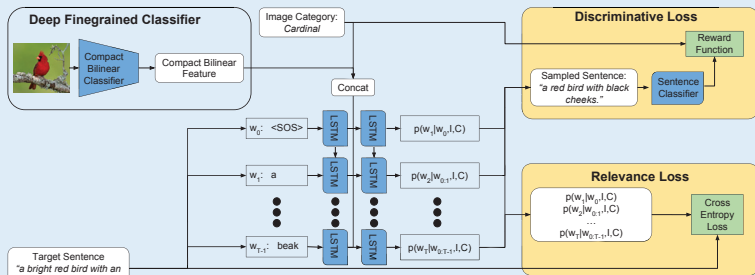 Deep Finegrained Classifier
Compact
Bilinear
Classifier
Compact Bilinear
Feature
Image Category:
Cardinal
Concat
Discriminative Loss
Reward
Function
Sampled Sentence:
"a red bird with black
cheeks."
Sentence
Classifier
w0: <SOS>
LSTM
LSTM
p(w1|w0,I,C)
w1: a
LSTM
LSTM
p(w2|w0:1,I,C)
wT-1: beak
LSTM
LSTM
p(wT|w0:T-1,I,C)
Relevance Loss
p(w1|w0,I,C)
p(w2|w0:1,I,C)
...
p(wT|w0:T-1,I,C)
Cross
Entropy
Loss
Target Sentence
"a bright red bird with an